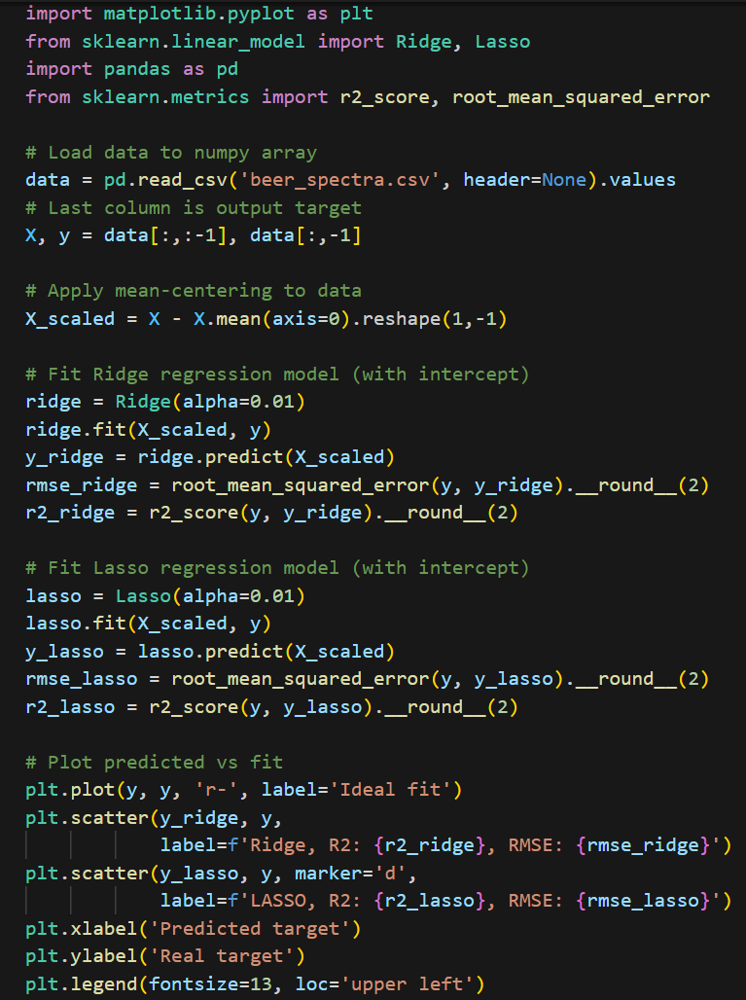 import matplotlib.pyplot as plt
from sklearn.linear_model import Ridge, Lasso
import pandas as pd
from sklearn.metrics import r2_score, root_mean_squared_error

# Load data to numpy array
data = pd.read_csv('beer_spectra.csv', header=None).values
# Last column is output target
X, y = data[:,:-1], data[:,-1]

# Apply mean-centering to data
X_scaled = X - X.mean(axis=0).reshape(1,-1)

# Fit Ridge regression model (with intercept)
ridge = Ridge(alpha=0.01)
ridge.fit(X_scaled, y)
y_ridge = ridge.predict(X_scaled)
rmse_ridge = root_mean_squared_error(y, y_ridge).__round__(2)
r2_ridge = r2_score(y, y_ridge).__round__(2)

# Fit Lasso regression model (with intercept)
lasso = Lasso(alpha=0.01)
lasso.fit(X_scaled, y)
y_lasso = lasso.predict(X_scaled)
rmse_lasso = root_mean_squared_error(y, y_lasso).__round__(2)
r2_lasso = r2_score(y, y_lasso).__round__(2)

# Plot predicted vs fit
plt.plot(y, y, 'r-', label='Ideal fit')
plt.scatter(y_ridge, y,
            label=f'Ridge, R2: {r2_ridge}, RMSE: {rmse_ridge}')
plt.scatter(y_lasso, y, marker='d',
            label=f'LASSO, R2: {r2_lasso}, RMSE: {rmse_lasso}')
plt.xlabel('Predicted target')
plt.ylabel('Real target')
plt.legend(fontsize=13, loc='upper left')